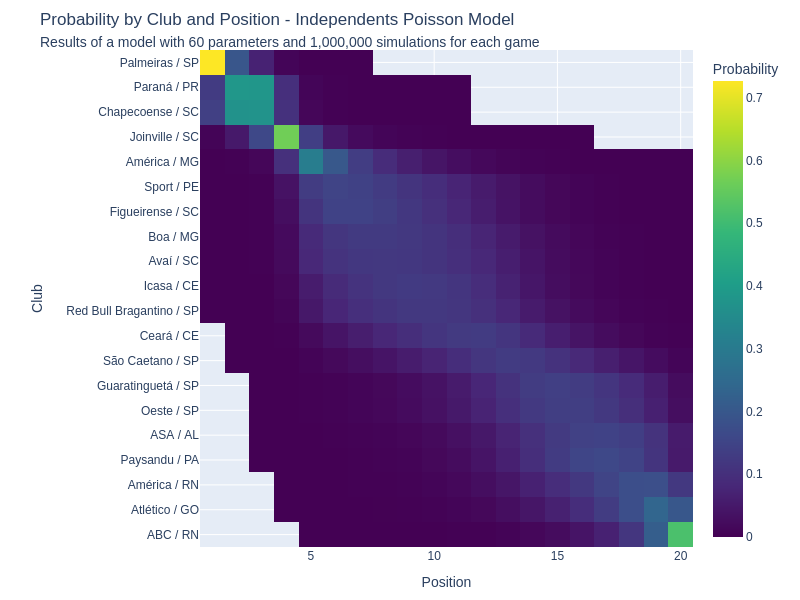 Probability by Club and Position - Independents Poisson Model
Results of a model with 60 parameters and 1,000,000 simulations for each game
Probability
Palmeiras / SP
Paraná / PR
Chapecoense / SC
Joinville / SC
América / MG
Sport / PE
Figueirense / SC
Boa / MG
Avaí / SC
Icasa / CE
Red Bull Bragantino / SP
Ceará / CE
São Caetano / SP
Guaratinguetá / SP
Oeste / SP
ASA / AL
Paysandu / PA
América / RN
Atlético / GO
ABC / RN
Club
5 10 15 20
Position
0.7
0.6
0.5
0.4
0.3
0.2
0.1
0